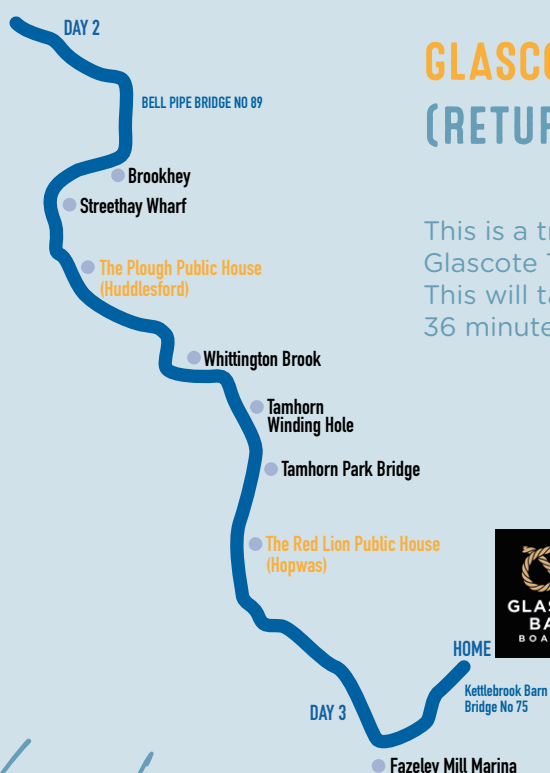 DAY 2
BELL PIPE BRIDGE NO 89
Brookhey
Streethay Wharf
The Plough Public House
(Huddlesford)
Whittington Brook
Tamhorn
Winding Hole
Tamhorn Park Bridge
The Red Lion Public House
(Hopwas)
HOME
Kettlebrook Barn
Bridge No 75
DAY 3
Fazeley Mill Marina
This is a
Glascote
This will
36